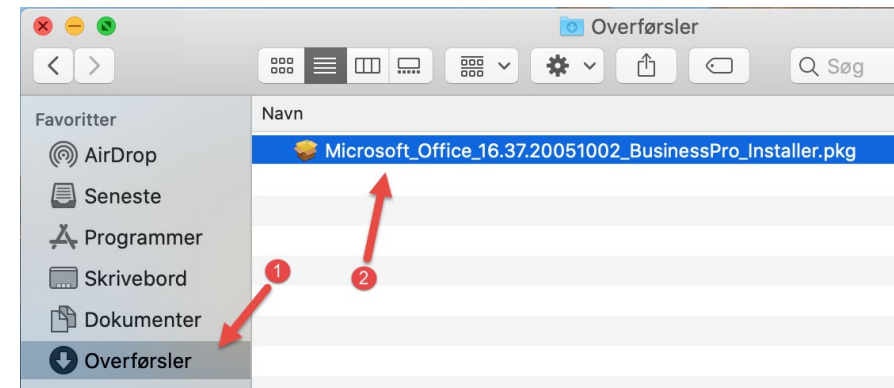 Overførsler
Søg
Favoritter
Navn
AirDrop
Microsoft_Office_16.37.20051002_BusinessPro_Installer.pkg
Seneste
Programmer
Skrivebord
1
2
Dokumenter
Overførsler